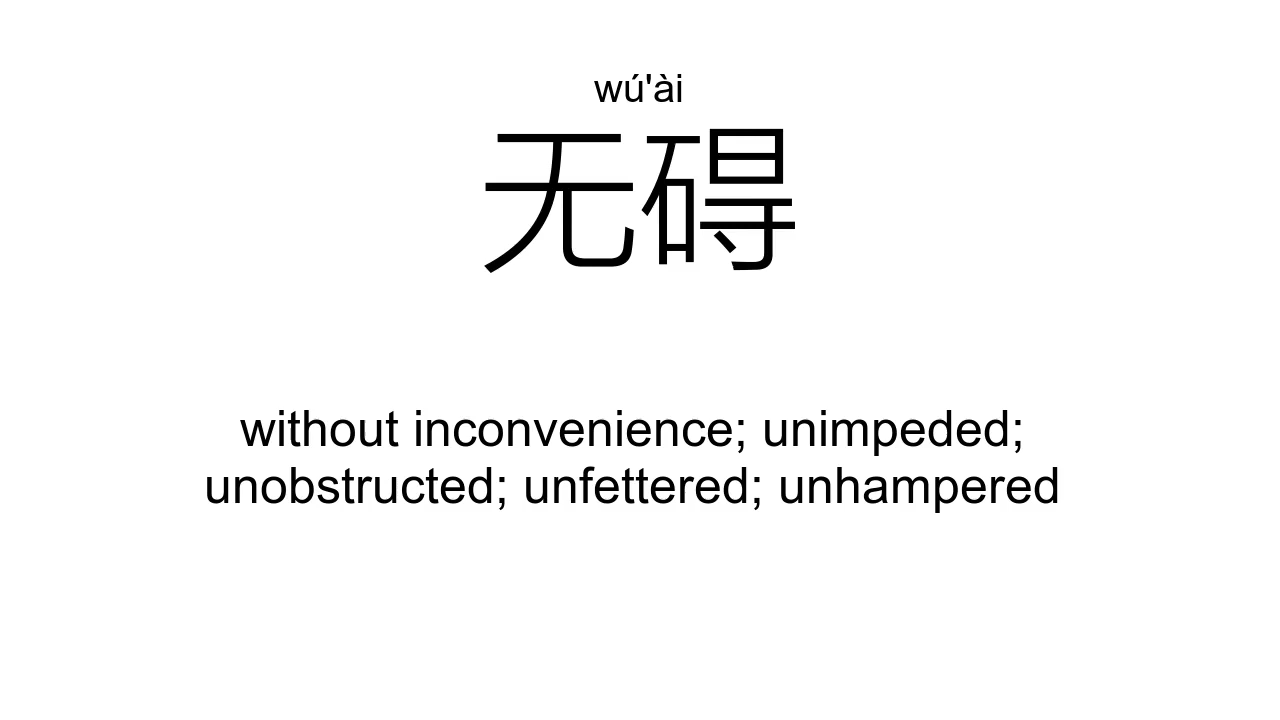 wú'ài
无碍
without inconvenience; unimpeded;
unobstructed; unfettered; unhampered